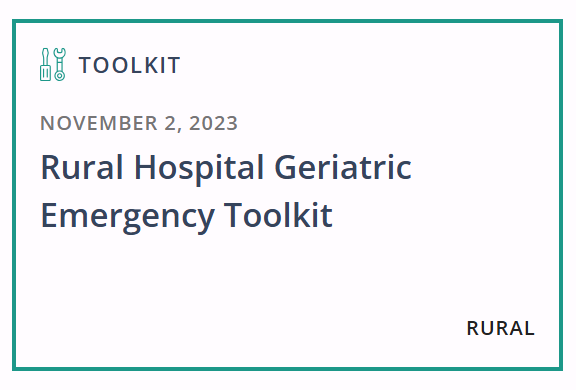 TOOLKIT
NOVEMBER 2, 2023
Rural Hospital Geriatric
Emergency Toolkit
RURAL